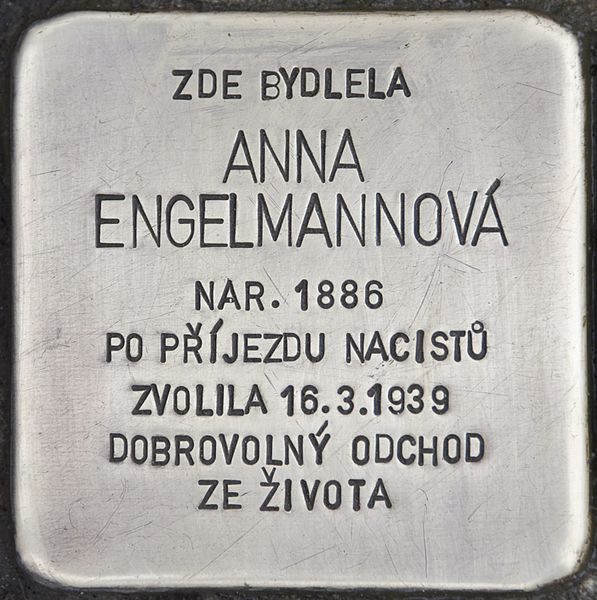 ZDE BYDLELA
ANNA
ENGELMANNOVÁ
NAR. 1886
PO PŘÍJEZDU NACISTŮ
ZVOLILA 16.3.1939
DOBROVOLNÝ ODCHOD
ZE ŽIVOTA